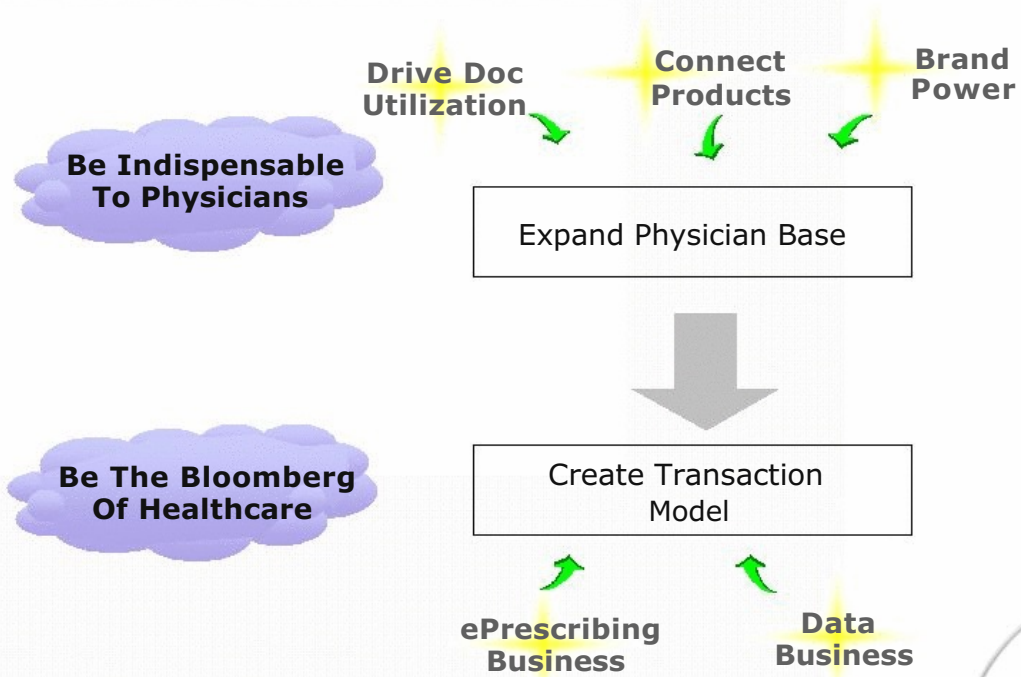 Drive Doc
Utilization
Connect
Products
Brand
Power
Be Indispensable
To Physicians
Expand Physician Base
Be The Bloomberg
Of Healthcare
Create Transaction
Model
ePrescribing
Business
Data
Business